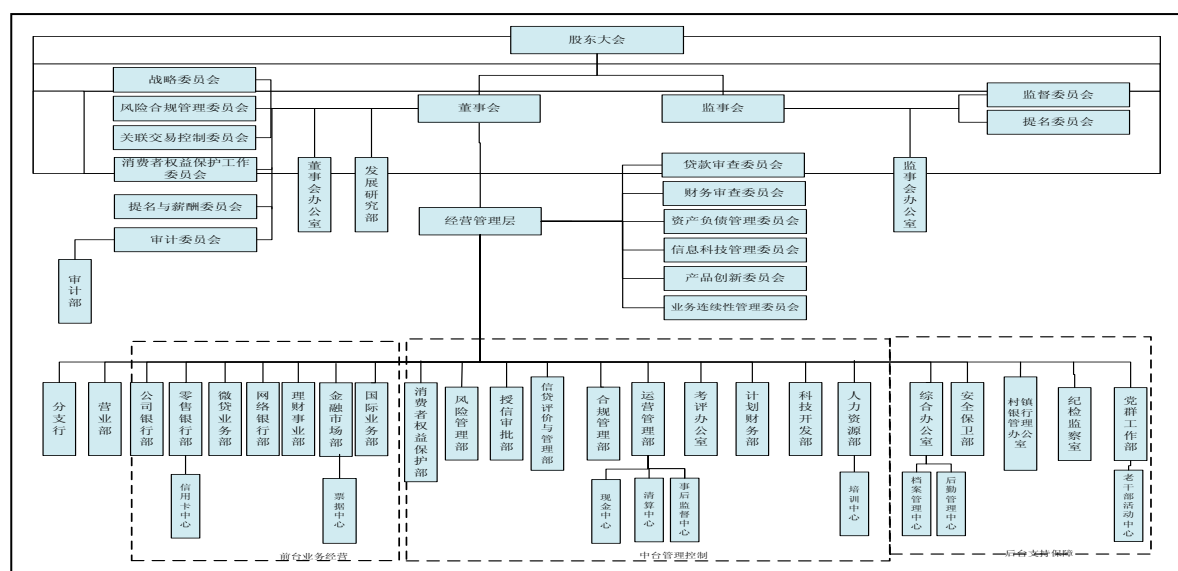 股东大会
战略委员会
风险合规管理委员会
关联交易控制委员会
消费者权益保护工作
委员会
提名与薪酬委员会
审计委员会
审计部
董事会
监事会
监督委员会
提名委员会
董事会办公室
发展研究部
监事会办公室
经营管理层
贷款审查委员会
财务审查委员会
资产负债管理委员会
信息科技管理委员会
产品创新委员会
业务连续性管理委员会
分支行
营业部
公司银行部
零售银行部
微贷业务部
网络银行部
理财事业部
金融市场部
国际业务部
消费者权益保护部
风险管理部
授信审批部
信贷评价与管理部
合规管理部
运营管理部
考评办公室
计划财务部
科技开发部
人力资源部
综合办公室
安全保卫部
村镇银行管理办公室
纪检监察室
党群工作部
信用卡中心
票据中心
现金中心
清算中心
事后监督中心
培训中心
档案管理中心
后勤管理中心
老干部活动中心
前台业务经营
中台管理控制
后台支持保障